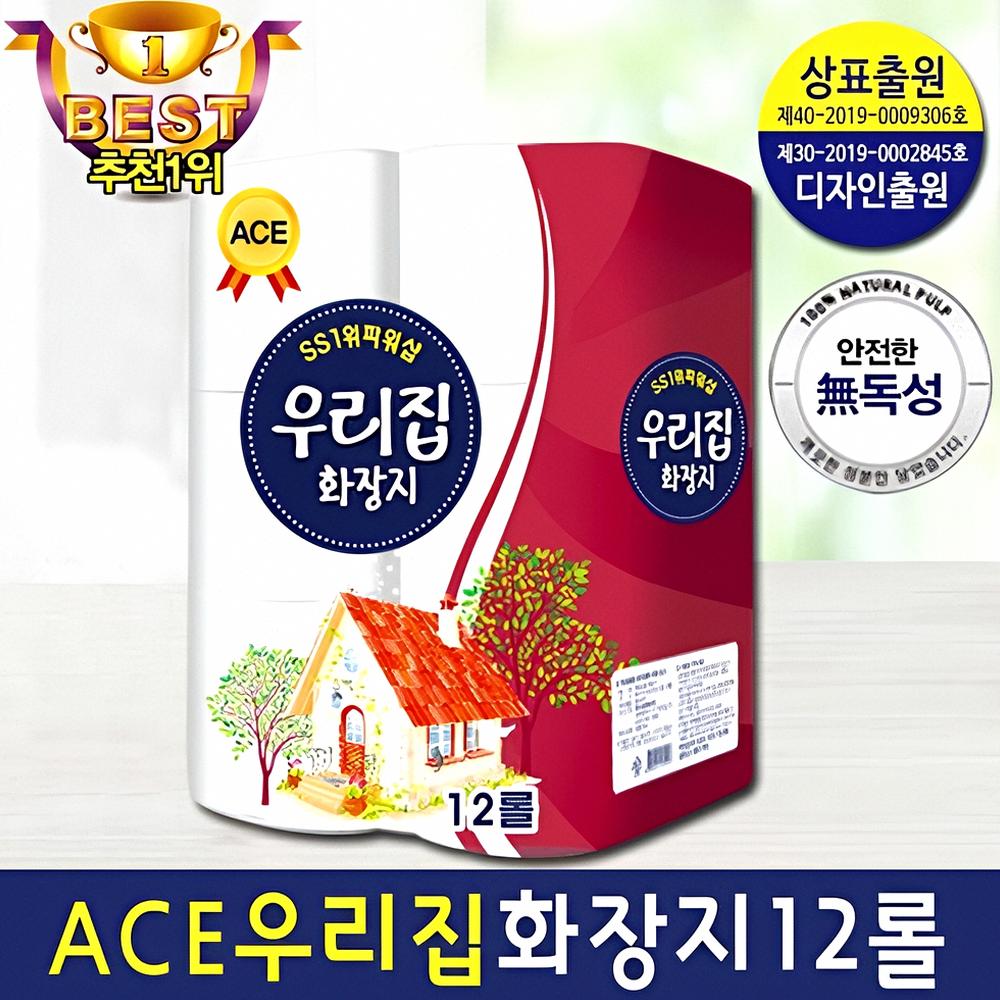 1
BEST
추천1위
상표출원
제40-2019-0009306호
제30-2019-0002845호
디자인출원
ACE
SS1위피워십
우리집
화장지
SS1위피워십
우리집
화장지
100% NATURAL PULP
안전한
無독성
12롤
ACE우리집화장지12롤